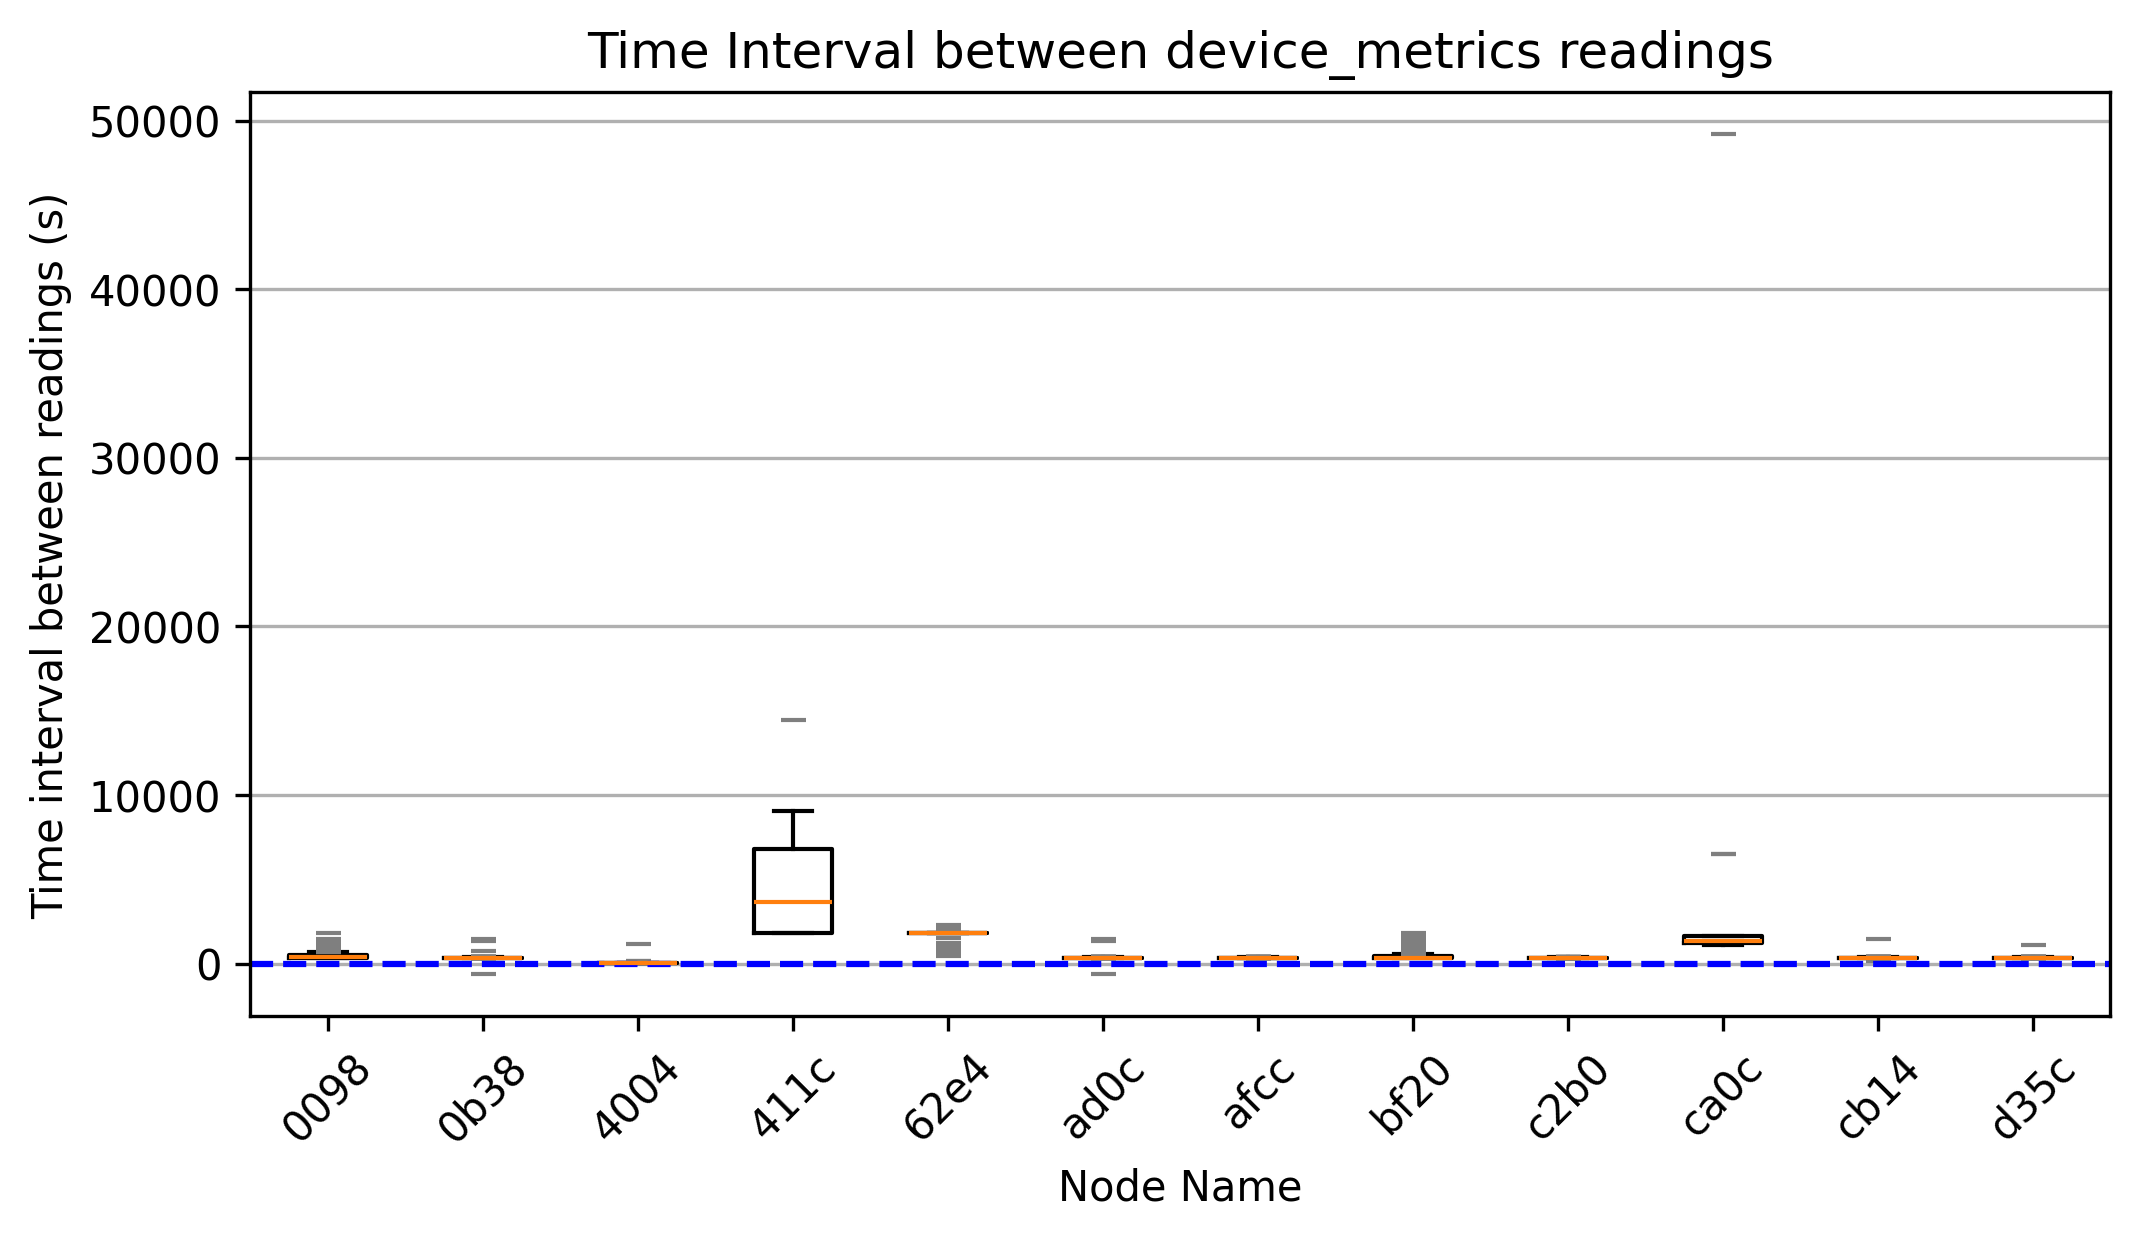 Time Interval between device_metrics readings
Time interval between readings (s)
50000
40000
30000
20000
10000
0
0098
0b38
4004
411c
62e4
ad0c
afcc
bf20
c2b0
ca0c
cb14
d35c
Node Name